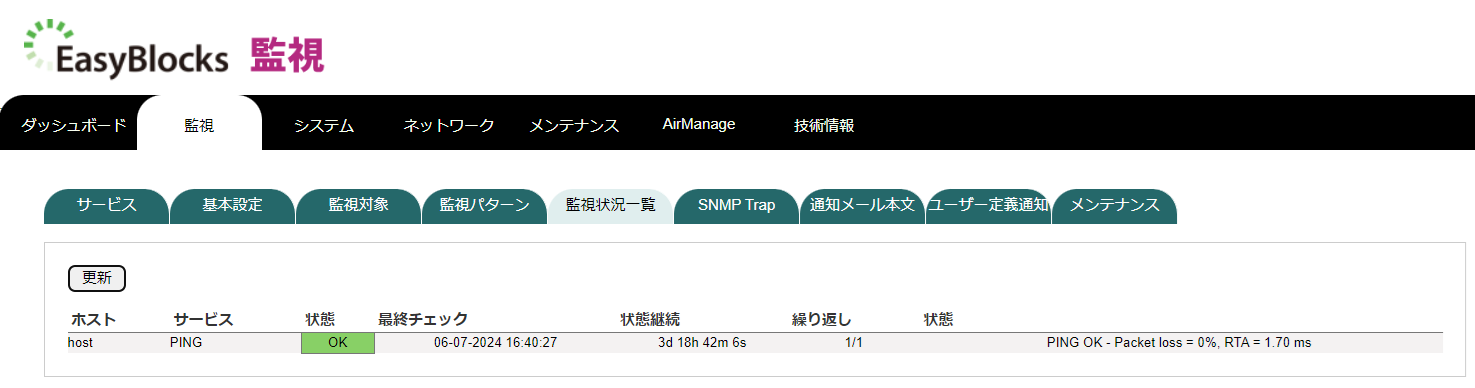 EasyBlocks 監視
ダッシュボード 監視 システム ネットワーク メンテナンス AirManage 技術情報
サービス 基本設定 監視対象 監視パターン 監視状況一覧 SNMP Trap 通知メール本文 ユーザー定義通知 メンテナンス
更新
ホスト サービス 状態 最終チェック 状態継続 繰り返し 状態
host PING OK 06-07-2024 16:40:27 3d 18h 42m 6s 1/1 PING OK - Packet loss = 0%, RTA = 1.70 ms